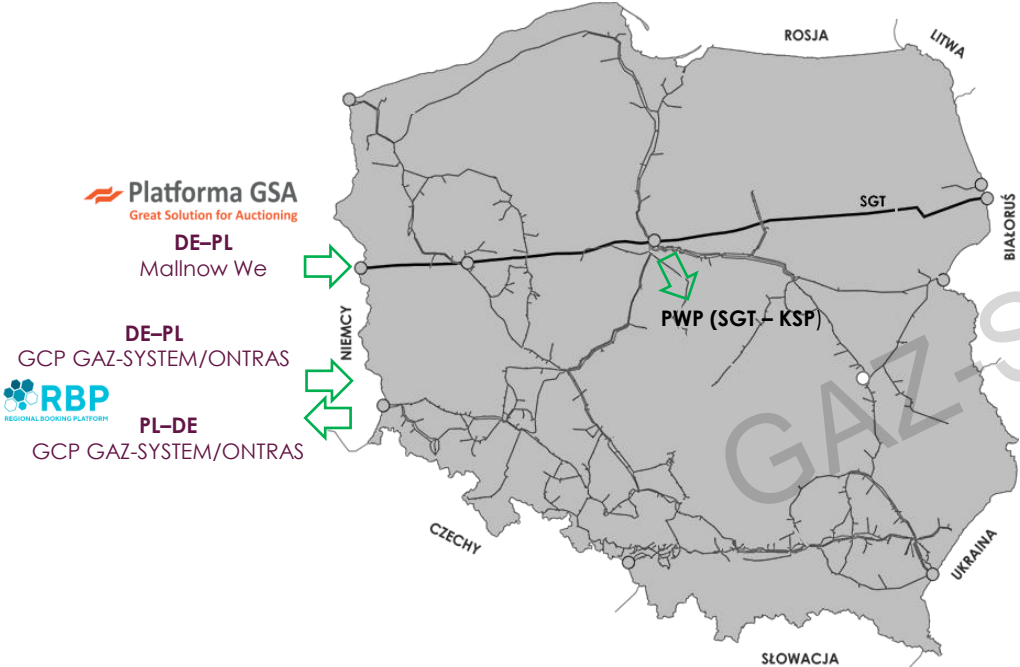 ROSJA
LITWA
Platforma GSA
Great Solution for Auctioning
SGT
BIAŁORUŚ
DE–PL
Mallnow We
PWP (SGT – KSP)
NIEMCY
DE–PL
GCP GAZ-SYSTEM/ONTRAS
RBP
REGIONAL BOOKING PLATFORM
PL–DE
GCP GAZ-SYSTEM/ONTRAS
GAZ-S
CZECHY
UKRAINA
SŁOWACJA